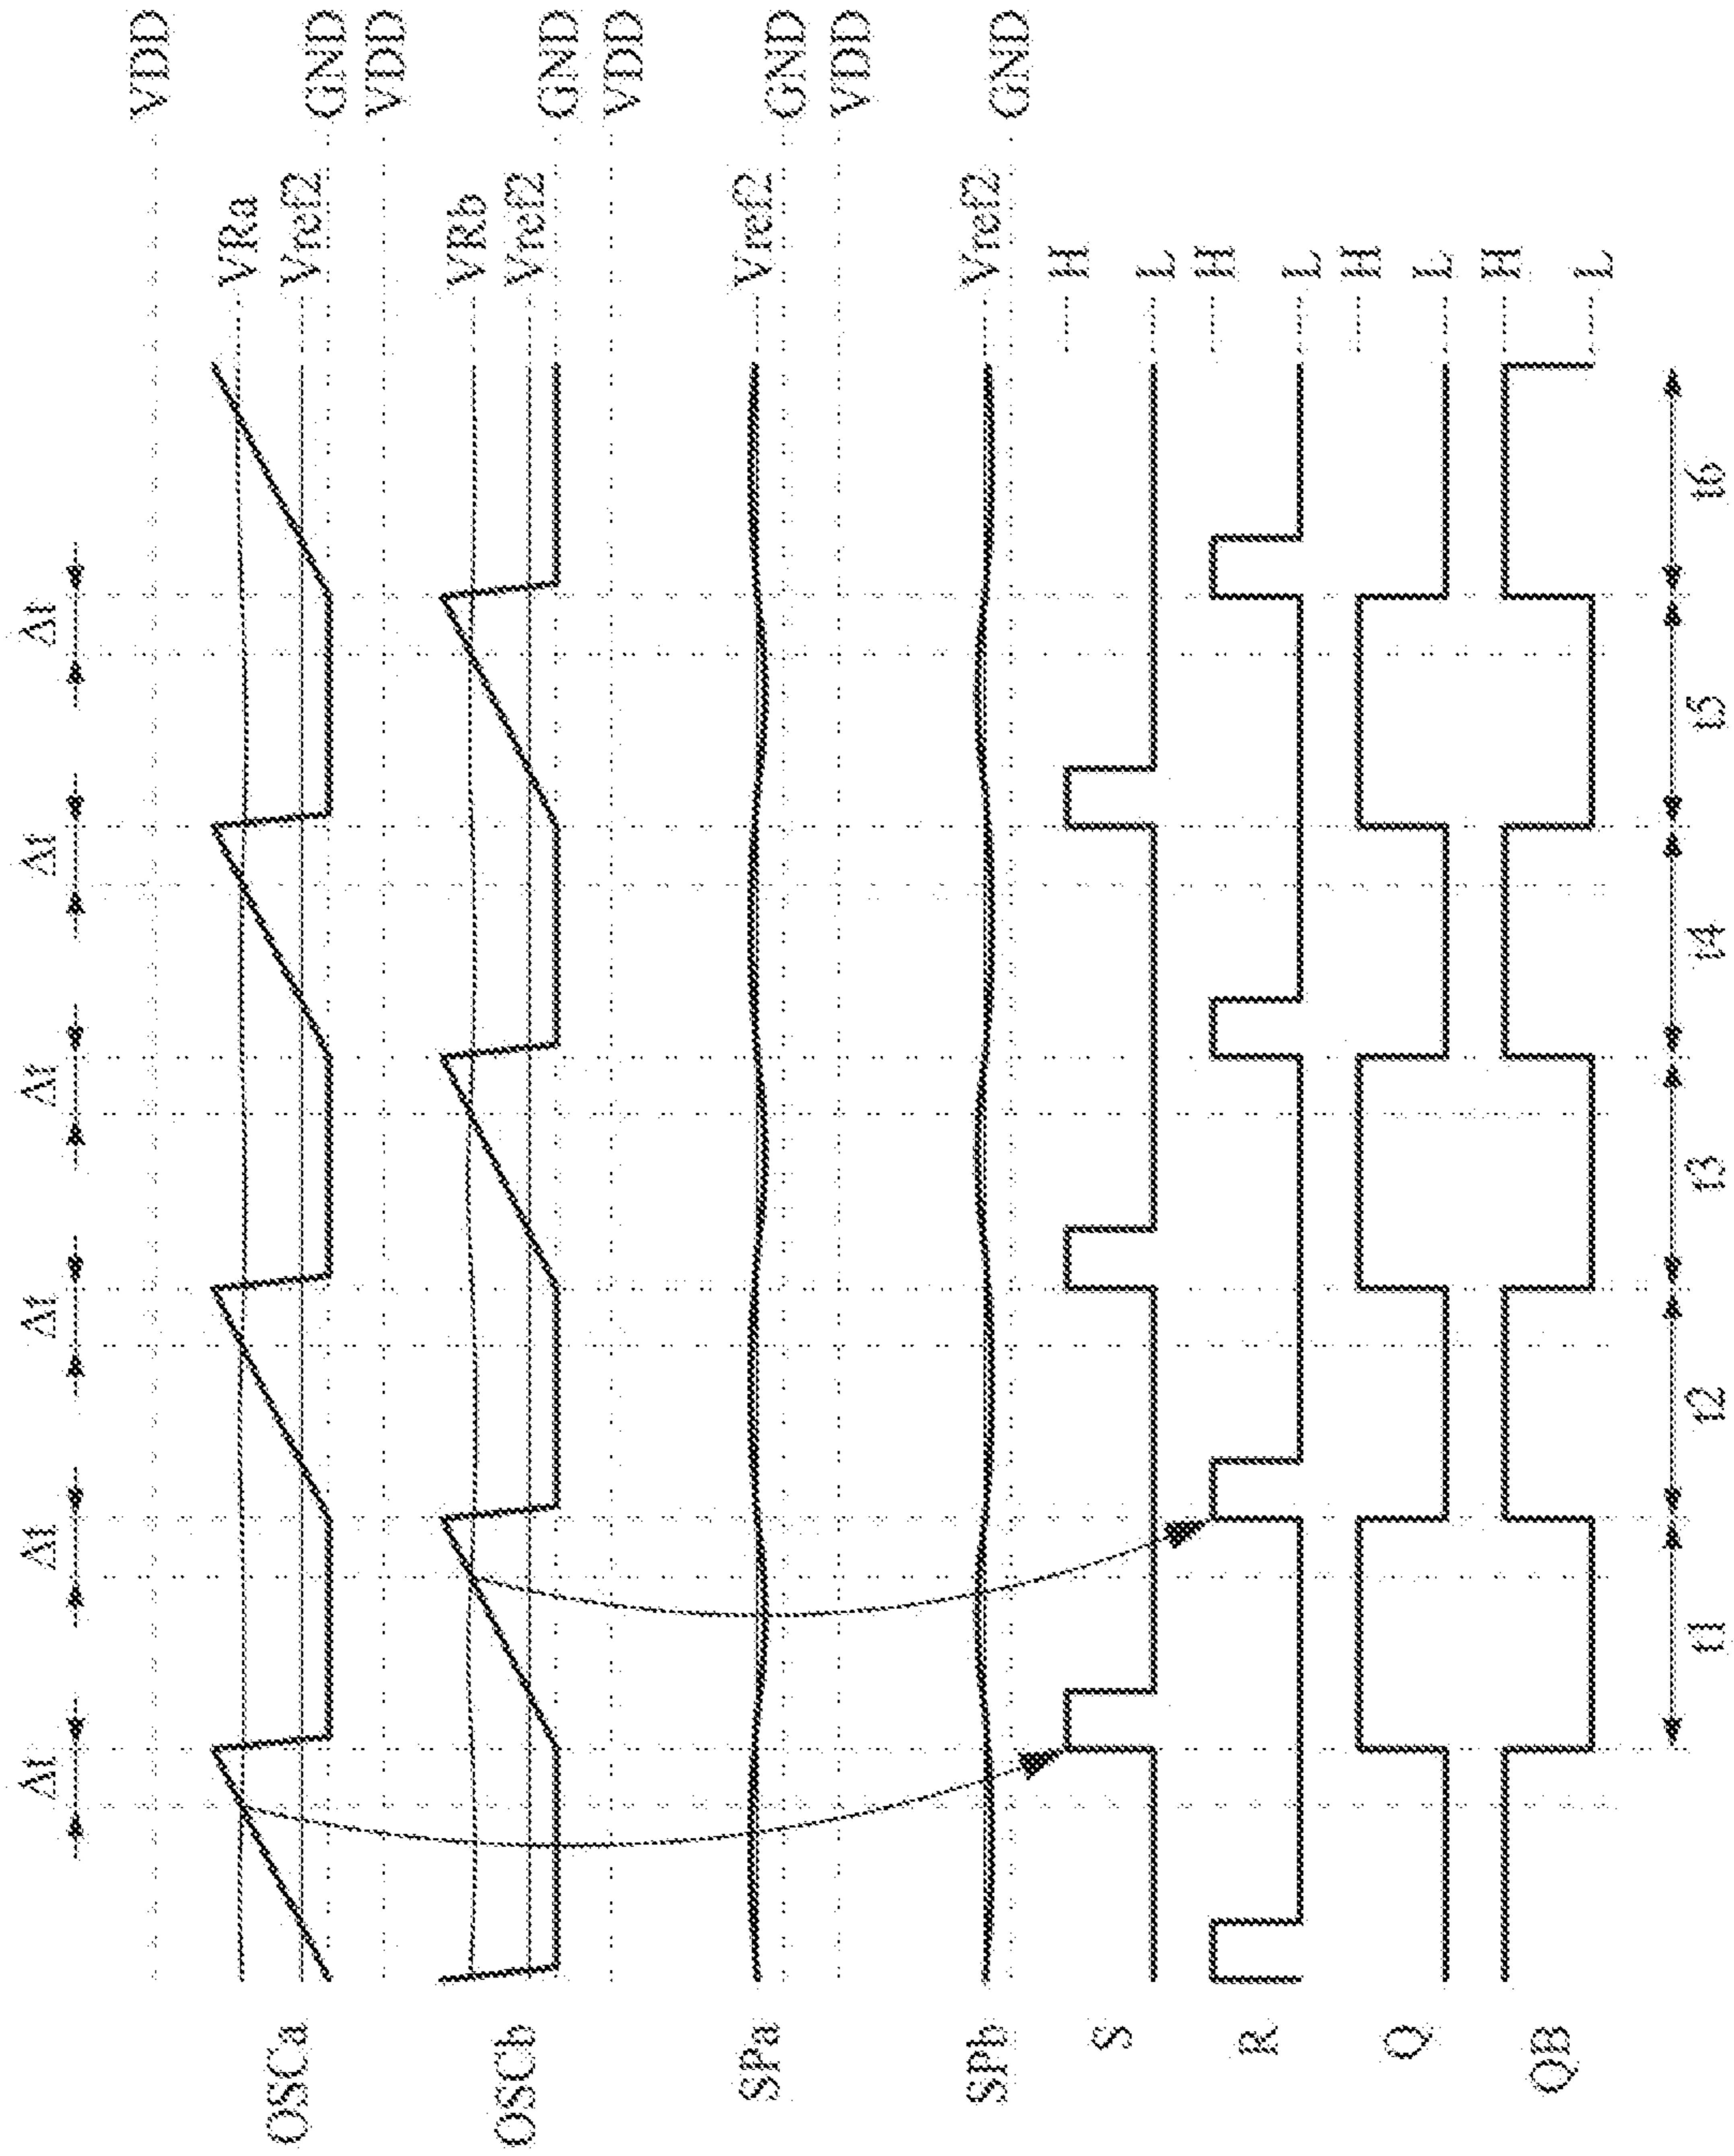 Δt Δt Δt Δt Δt Δt
VDD
OSCa
VRa
Vref2
GND
VDD
OSCb
VRb
Vref2
GND
VDD
SPa
Vref2
GND
VDD
SPb
Vref2
GND
S
H
L
R
H
L
Q
H
L
QB
H
L
t1 t2 t3 t4 t5 t6